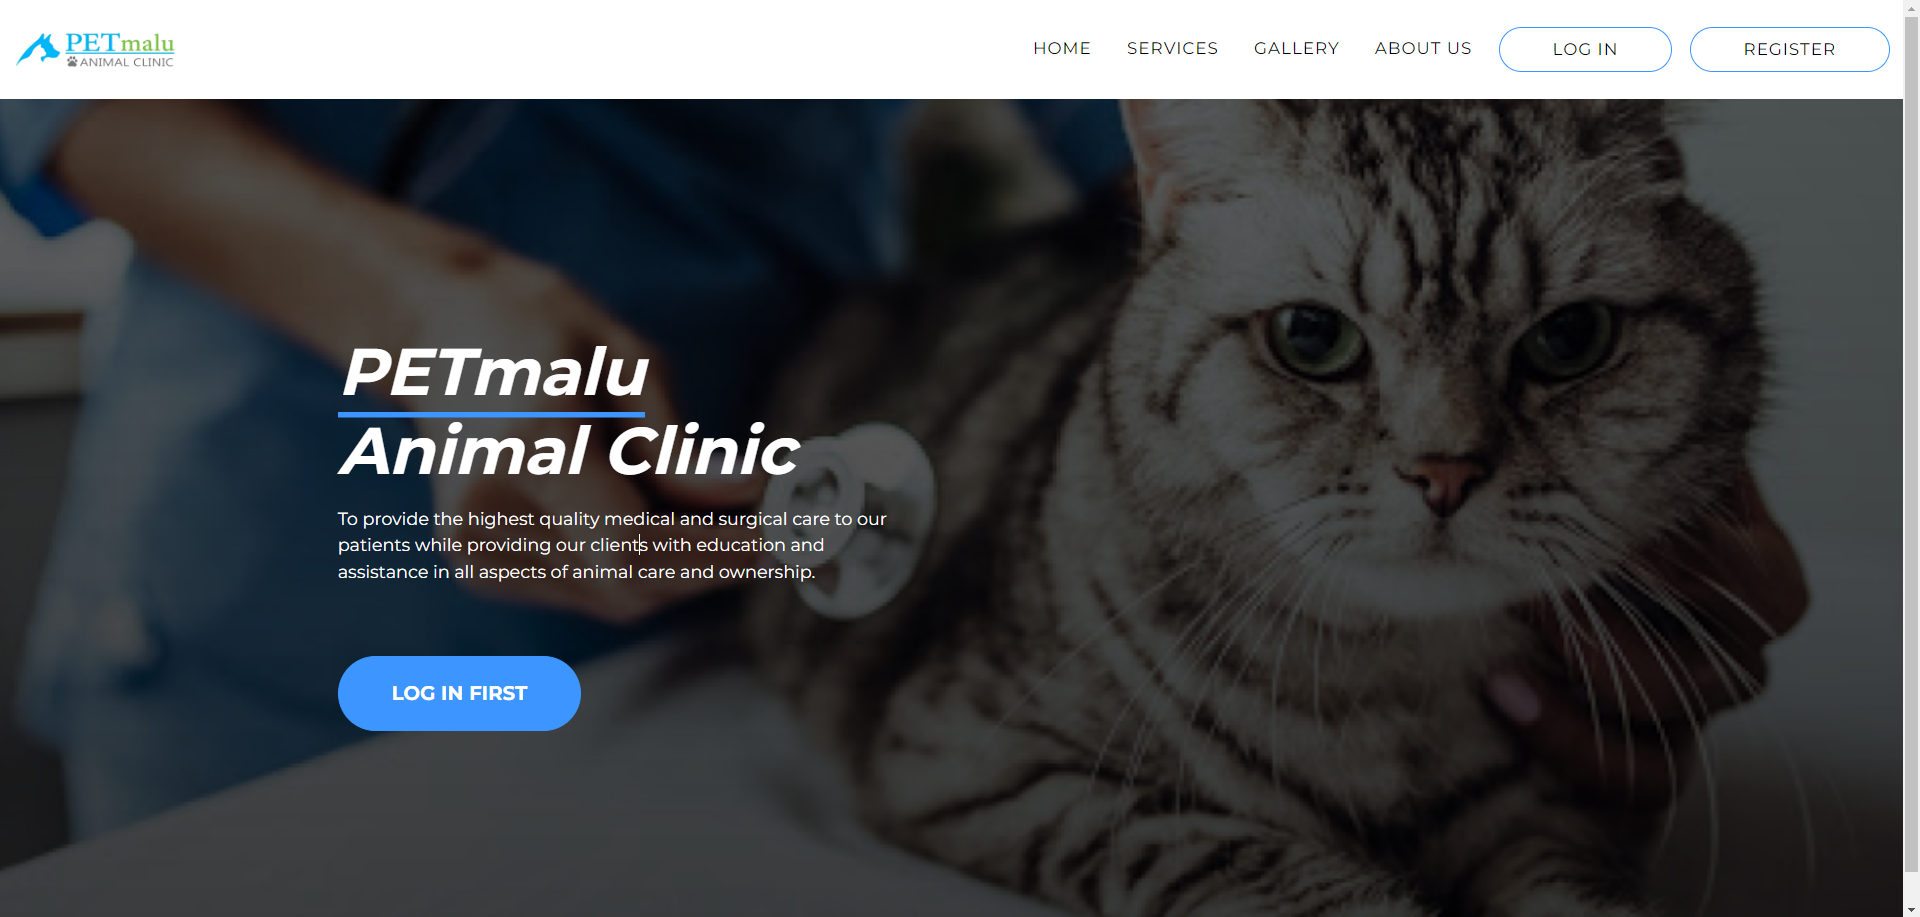 PETmalu
ANIMAL CLINIC
HOME
SERVICES
GALLERY
ABOUT US
LOG IN
REGISTER
PETmalu
Animal Clinic
To provide the highest quality medical and surgical care to our
patients while providing our clients with education and
assistance in all aspects of animal care and ownership.
LOG IN FIRST